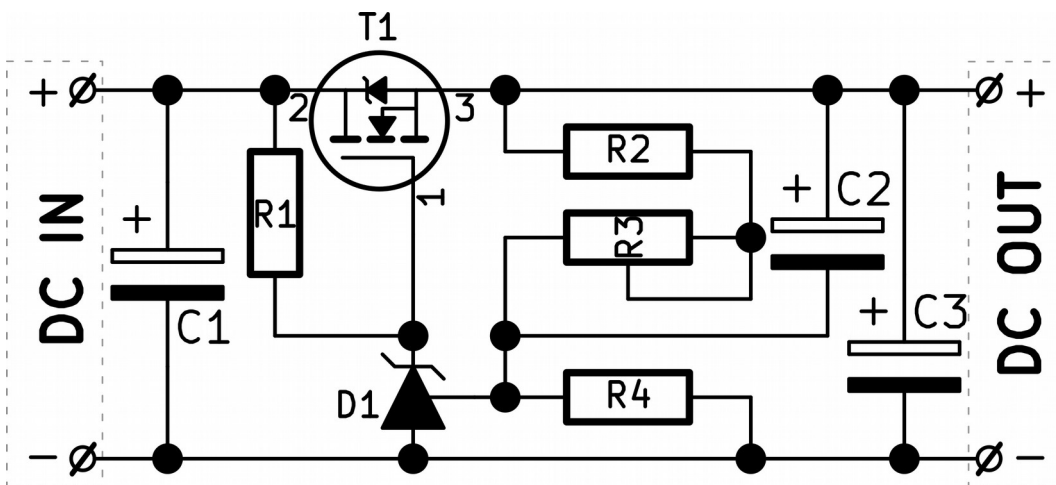 T1
+
2
3
+
R2
R1
1
DC IN
+
C1
R3
+
C2
DC OUT
+
C3
D1
R4
−
−